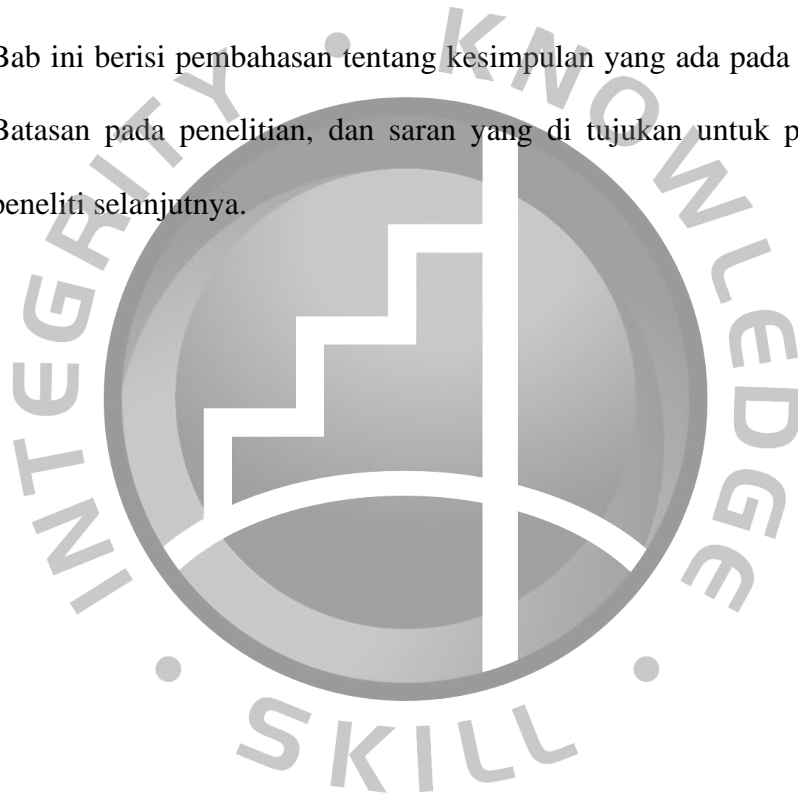 Bab ini berisi pembahasan tentang kesimpulan yang ada pada
Batasan pada penelitian, dan saran yang di tujukan untuk
peneliti selanjutnya.
INTEGRITY • KNOWLEDGE • SKILL